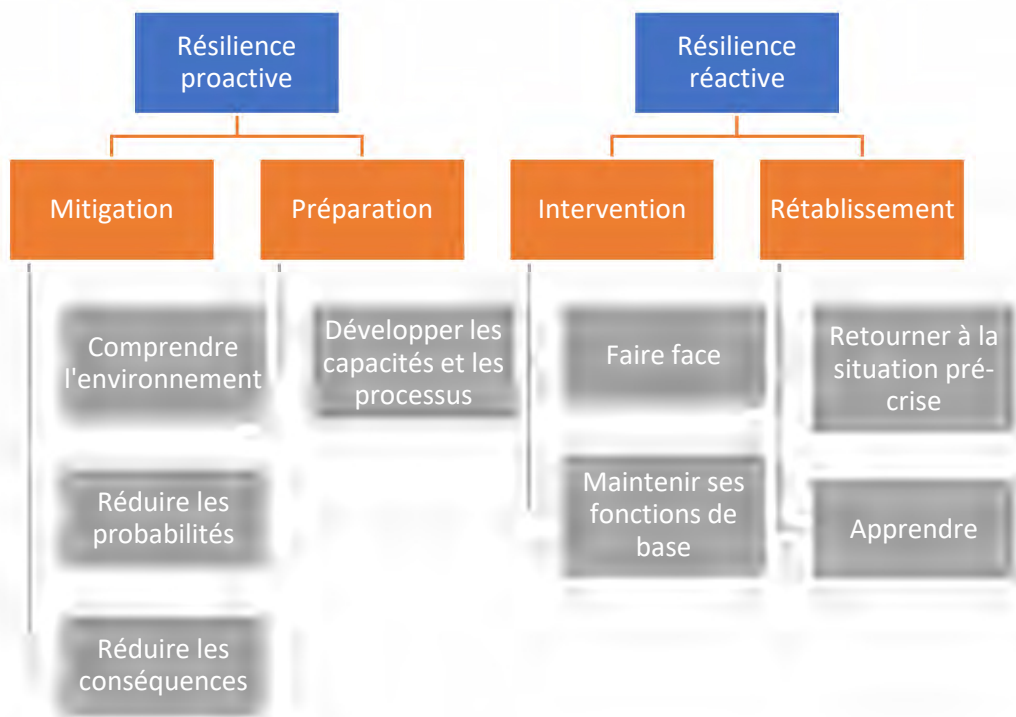 Résilience
proactive
Résilience
réactive
Mitigation
Préparation
Intervention
Rétablissement
Comprendre
l'environnement
Réduire les
probabilités
Réduire les
conséquences
Développer les
capacités et les
processus
Faire face
Maintenir ses
fonctions de
base
Retourner à la
situation pré-
crise
Apprendre